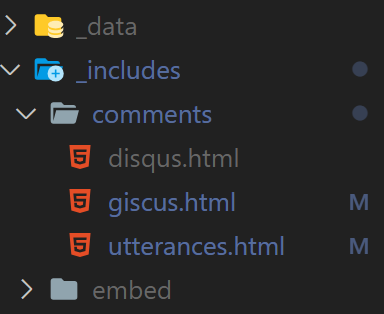 _data
_includes
comments
disqus.html
giscus.html M
utterances.html M
embed